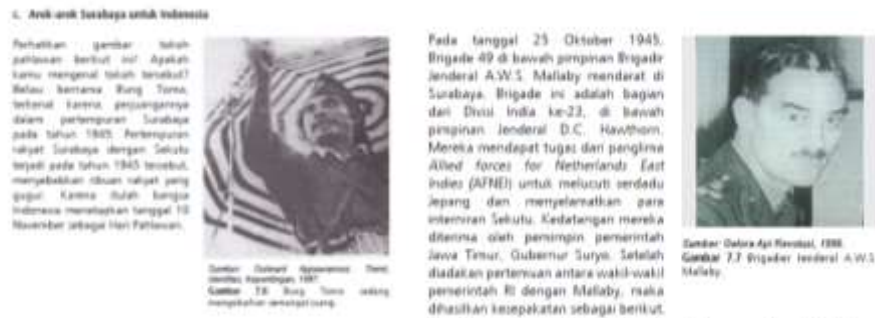 c. Arek-arek Surabaya untuk Indonesia
Perhatikan gambar tokoh
pahlawan berikut ini! Apakah
kamu mengenal tokoh tersebut?
Beliau bernama Bung Tomo,
terkenal karena perjuangannya
dalam pertempuran Surabaya
pada tahun 1945. Pertempuran
rakyat Surabaya dengan Sekutu
terjadi pada tahun 1945 tersebut,
menyebabkan ribuan rakyat yang
gugur. Karena itulah bangsa
Indonesia menetapkan tanggal 10
November sebagai Hari Pahlawan.
Sumber:
1997
Gambar 7.6 Bung Tomo sedang
mengobarkan semangat juang.
Pada tanggal 25 Oktober 1945,
Brigade 49 di bawah pimpinan Brigadir
Jenderal A.W.S. Mallaby mendarat di
Surabaya. Brigade ini adalah bagian
dari Divisi India ke-23, di bawah
pimpinan Jenderal D.C. Hawthorn.
Mereka mendapat tugas dari panglima
Allied forces for Netherlands East
Indies (AFNEI) untuk melucuti serdadu
Jepang dan menyelamatkan para
interniran Sekutu. Kedatangan mereka
diterima oleh pemimpin pemerintah
Jawa Timur, Gubernur Suryo. Setelah
diadakan pertemuan antara wakil-wakil
pemerintah RI dengan Mallaby, maka
dihasilkan kesepakatan sebagai berikut.
Sumber: Gelora Api Revolusi, 1986.
Gambar 7.7 Brigadier Jenderal A.W.S
Mallaby.